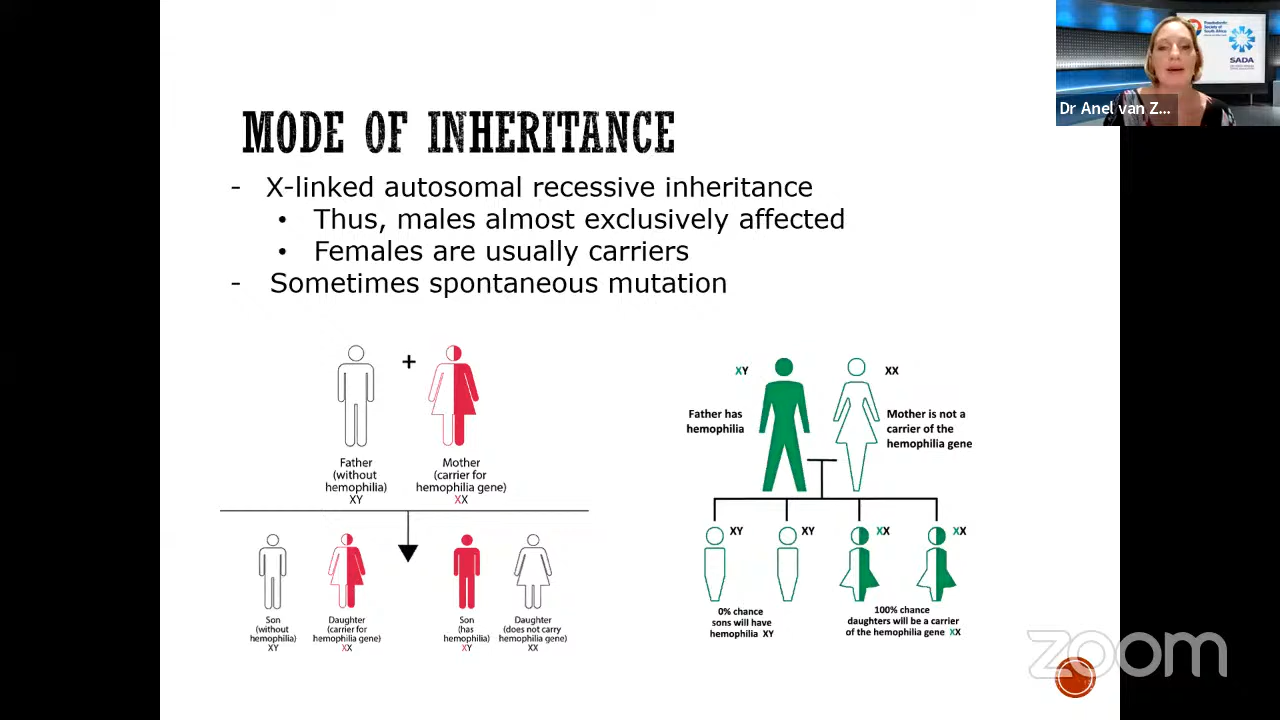 MODE OF INHERITANCE
- X-linked autosomal recessive inheritance
• Thus, males almost exclusively affected
• Females are usually carriers
- Sometimes spontaneous mutation
+
Father
(without
hemophilia)
XY
Mother
(carrier for
hemophilia gene)
XX
Son
(without
hemophilia)
XY
Daughter
(carrier for
hemophilia gene)
XX
Son
(has
hemophilia)
XY
Daughter
(does not carry
hemophilia gene)
XX
XY
Father has
hemophilia
XX
Mother is not a
carrier of the
hemophilia gene
XY
XY
XX
XX
0% chance
sons will have
hemophilia XY
100% chance
daughters will be a carrier
of the hemophilia gene XX
SADA
Dr Anel van Z...
zoom